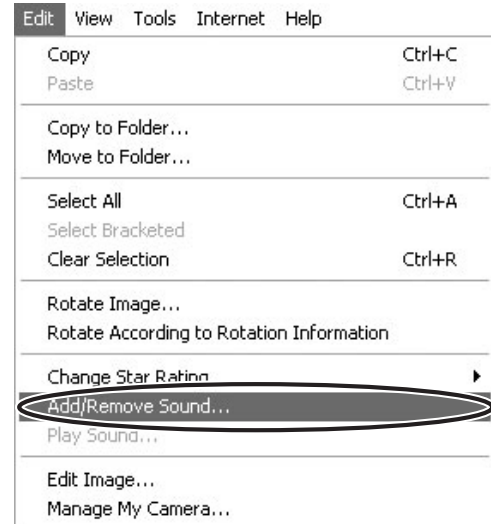 Edit View Tools Internet Help
Copy Ctrl+C
Paste Ctrl+V
Copy to Folder...
Move to Folder...
Select All Ctrl+A
Select Bracketed
Clear Selection Ctrl+R
Rotate Image...
Rotate According to Rotation Information
Change Star Rating
Add/Remove Sound...
Play Sound...
Edit Image...
Manage My Camera...